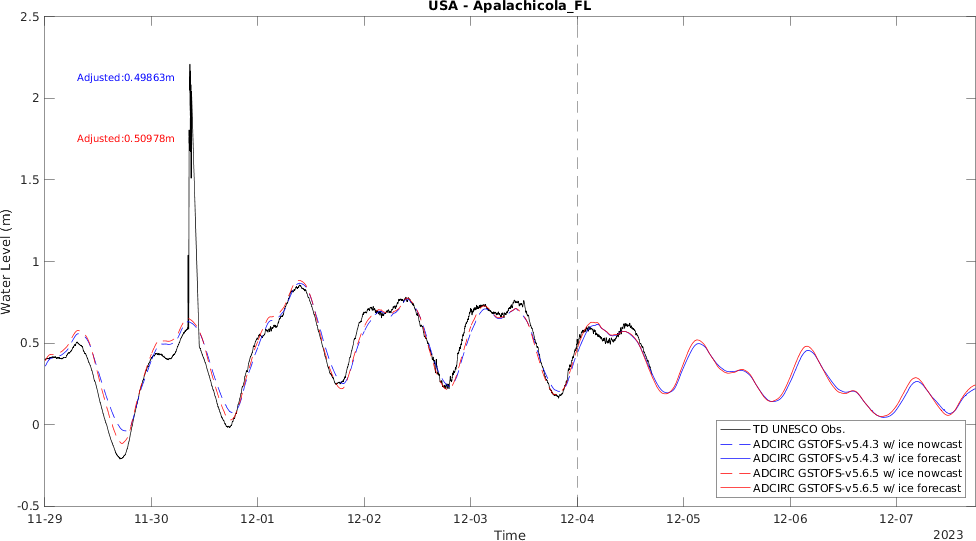 USA - Apalachicola_FL
2.5
2
1.5
1
0.5
0
-0.5
Water Level (m)
Adjusted:0.49863m
Adjusted:0.50978m
TD UNESCO Obs.
ADCIRC GSTOFS-v5.4.3 w/ ice nowcast
ADCIRC GSTOFS-v5.4.3 w/ ice forecast
ADCIRC GSTOFS-v5.6.5 w/ ice nowcast
ADCIRC GSTOFS-v5.6.5 w/ ice forecast
11-29 11-30 12-01 12-02 12-03 12-04 12-05 12-06 12-07
Time
2023